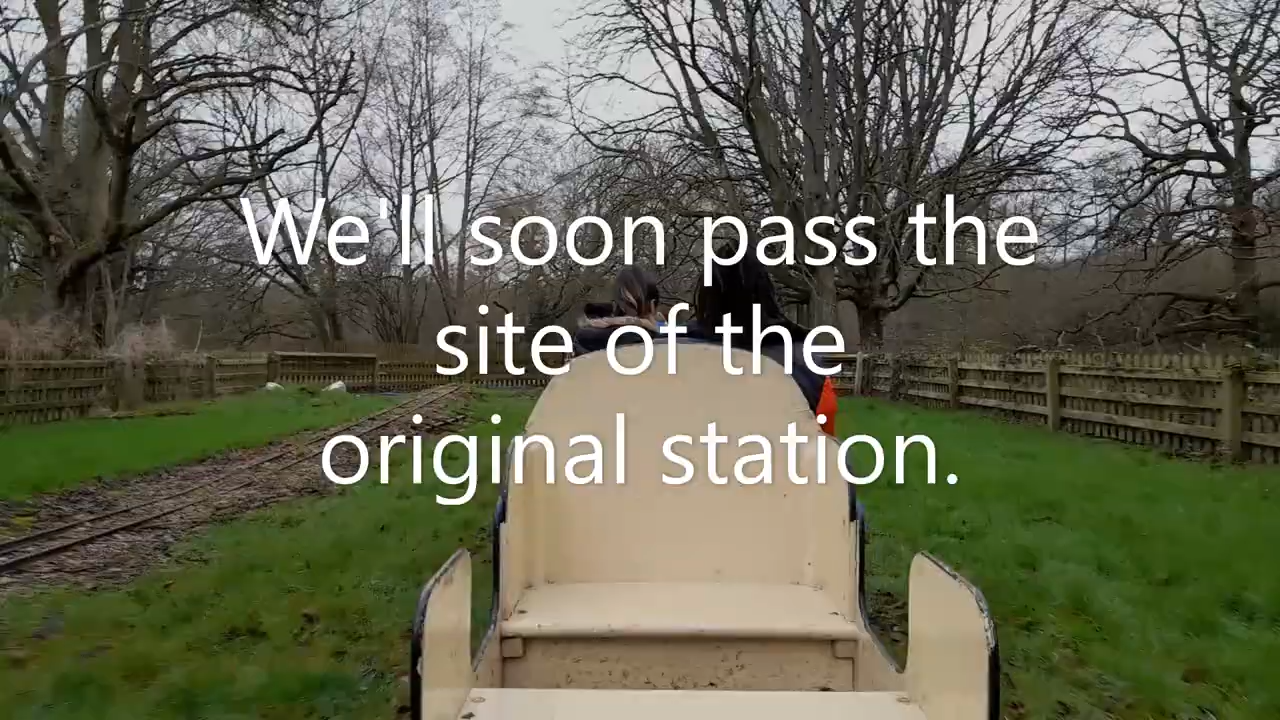 We'll soon pass the
site of the
original station.